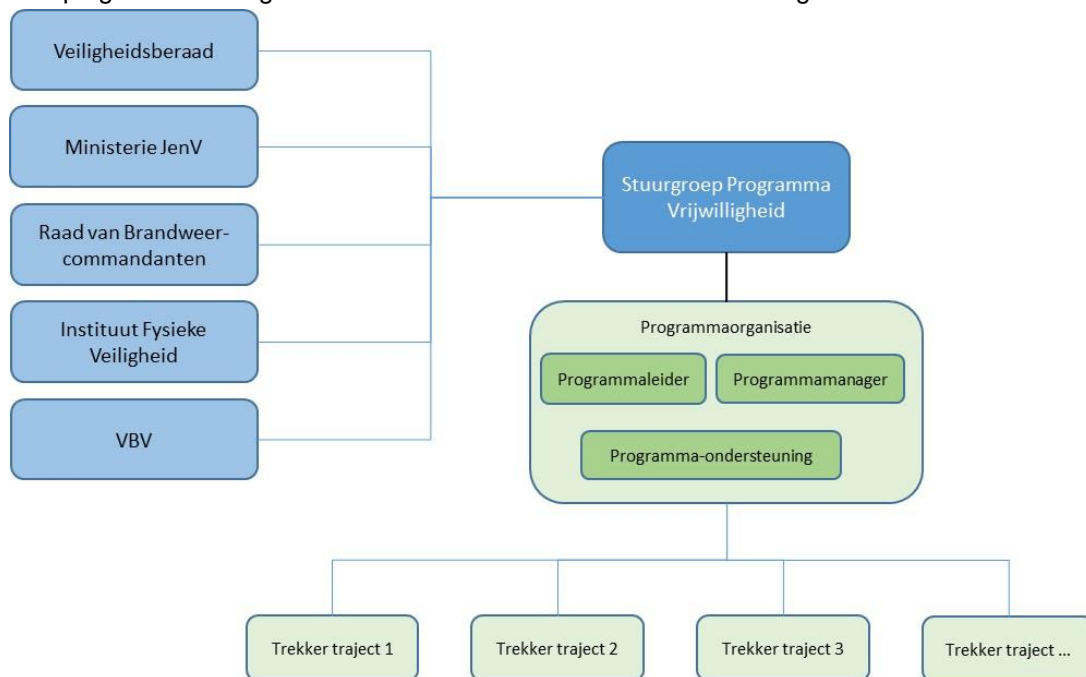 Veiligheidsberaad
Ministerie JenV
Raad van Brandweer-
commandanten
Instituut Fysieke
Veiligheid
VBV
Stuurgroep Programma
Vrijwilligheid
Programmaorganisatie
Programmaleider
Programmamanager
Programma-ondersteuning
Trekker traject 1
Trekker traject 2
Trekker traject 3
Trekker traject ...